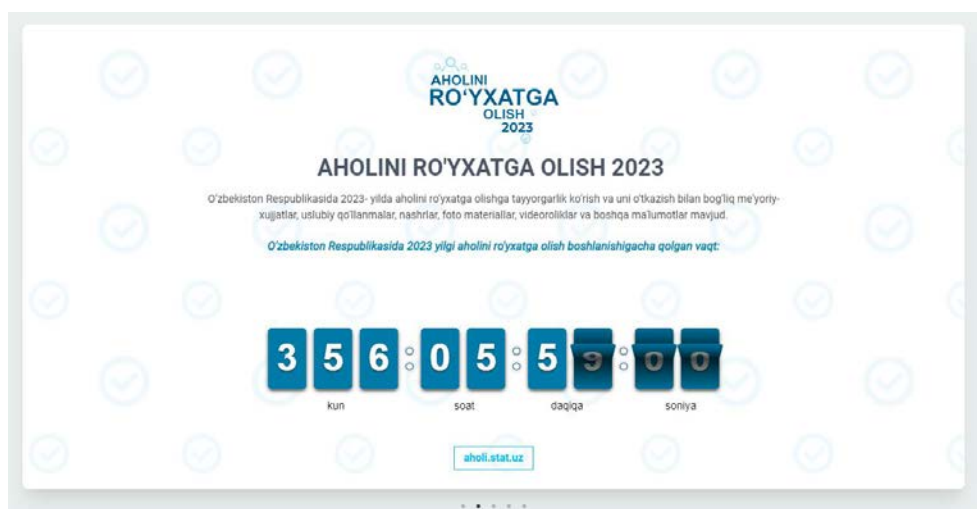 AHOLINI
RO'YXATGA
OLISH
2023
AHOLINI RO'YXATGA OLISH 2023
O'zbekiston Respublikasida 2023- yilda aholini ro'yxatga olishga tayyorgarlik ko'rish va uni o'tkazish bilan bog'liq me'yoriy-
xujjatlar, uslubiy qo'llanmalar, nashrlar, foto materiallar, videoroliklar va boshqa ma'lumotlar mavjud.
O'zbekiston Respublikasida 2023 yilgi aholini ro'yxatga olish boshlanishigacha qolgan vaqt:
356:05:59:00
kun soat daqiqa soniya
aholi.stat.uz